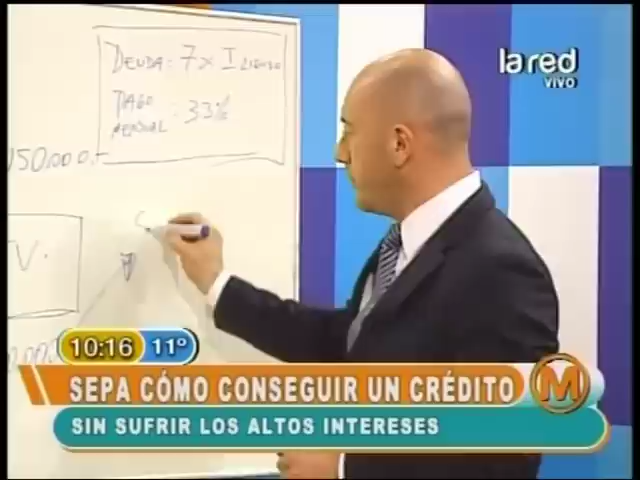 DEUDA: 7x I LIQUIDO
PAGO
MENSUAL : 33%
150.000.-
V.
la red
VIVO
10:16 11°
SEPA CÓMO CONSEGUIR UN CRÉDITO
M
SIN SUFRIR LOS ALTOS INTERESES